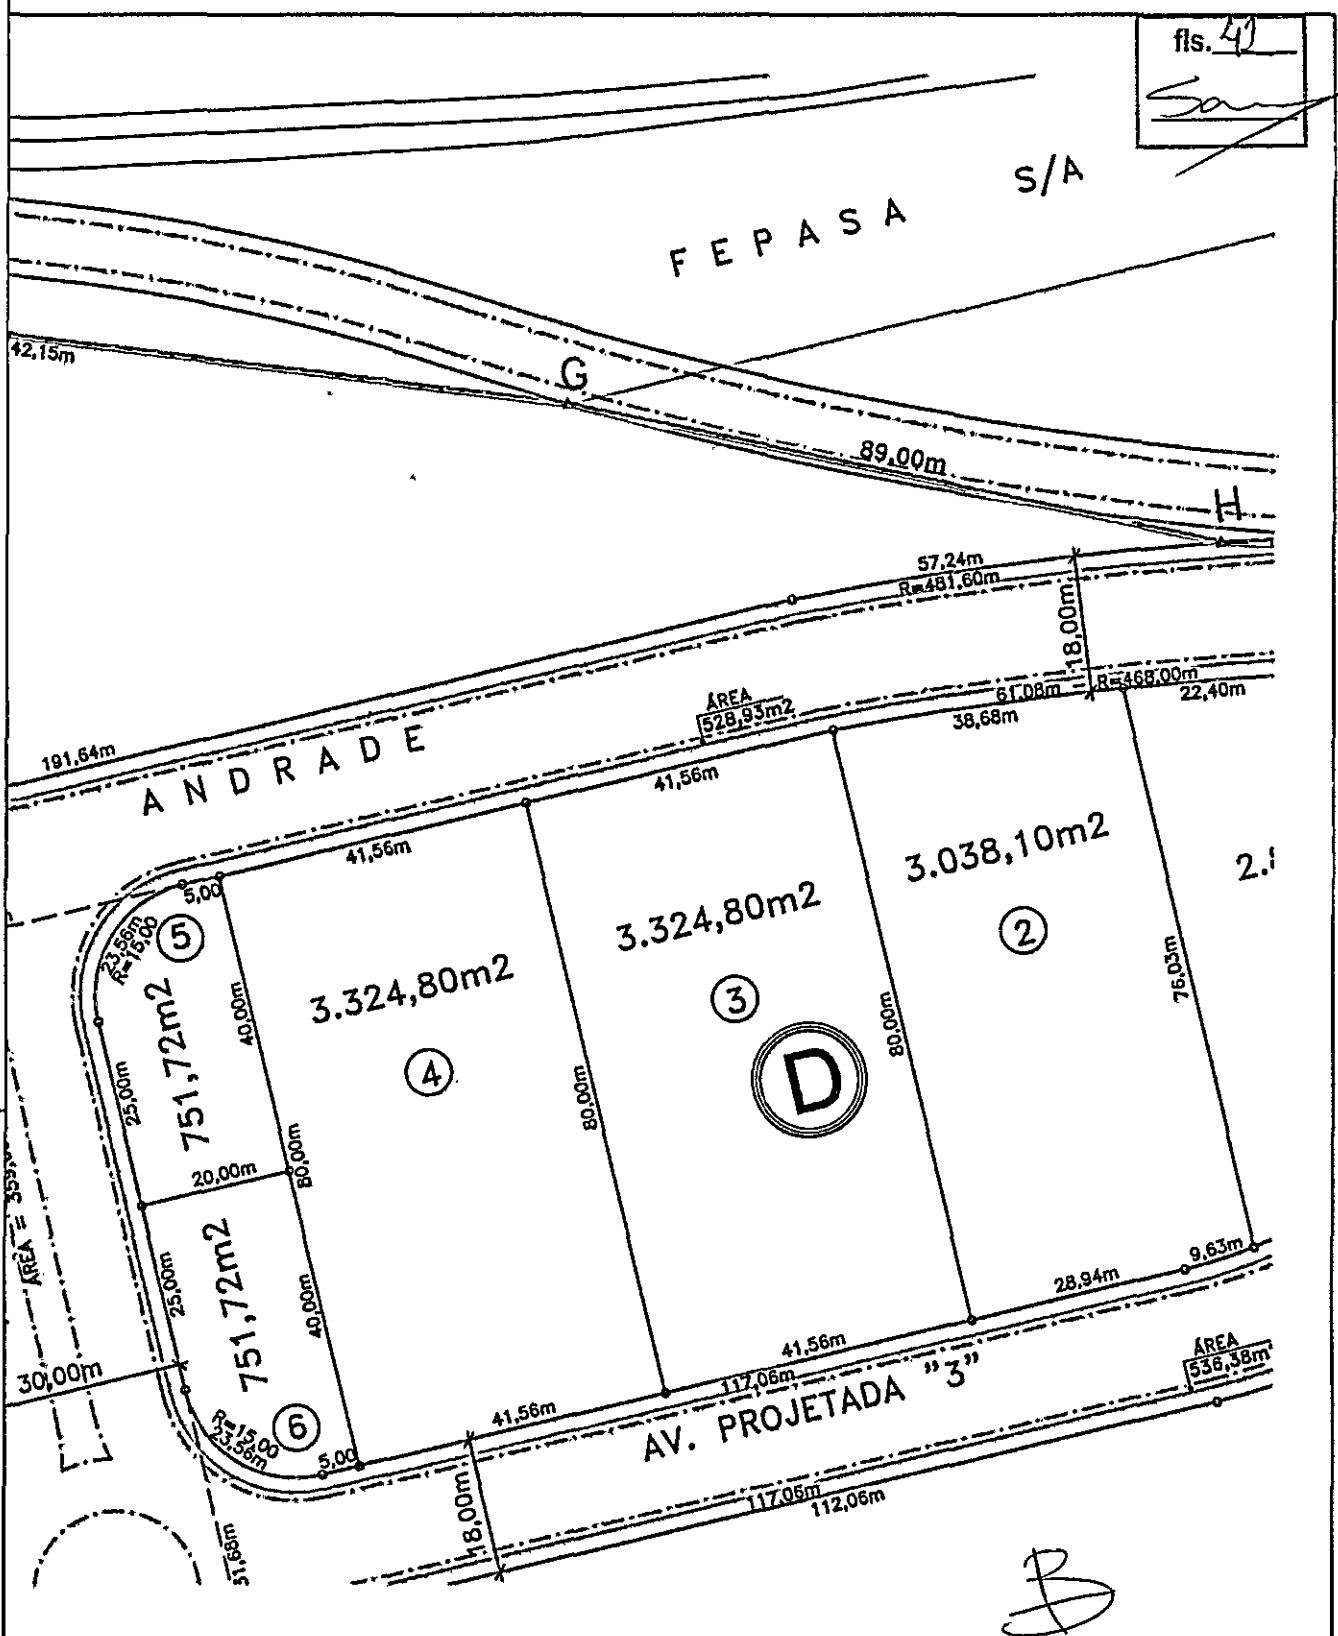 fls. 41
S/A
FEPASA
42,15m
G
89,00m
H
57,24m
R=481,60m
18,00m
ÁREA
528,93m2
61,08m
R=468,00m
38,68m
22,40m
191,64m
ANDRADE
41,56m
41,56m
5,00
23,56m
R=15,00
5
751,72m2
40,00m
25,00m
3.324,80m2
4
3.324,80m2
3
D
3.038,10m2
2
76,03m
80,00m
80,00m
80,00m
20,00m
751,72m2
25,00m
40,00m
30,00m
R=15,00
23,56m
6
5,00
41,56m
41,56m
117,06m
28,94m
9,63m
AV. PROJETADA "3"
ÁREA
536,38m
18,00m
117,06m
112,06m
51,68m
ÁREA = 359,